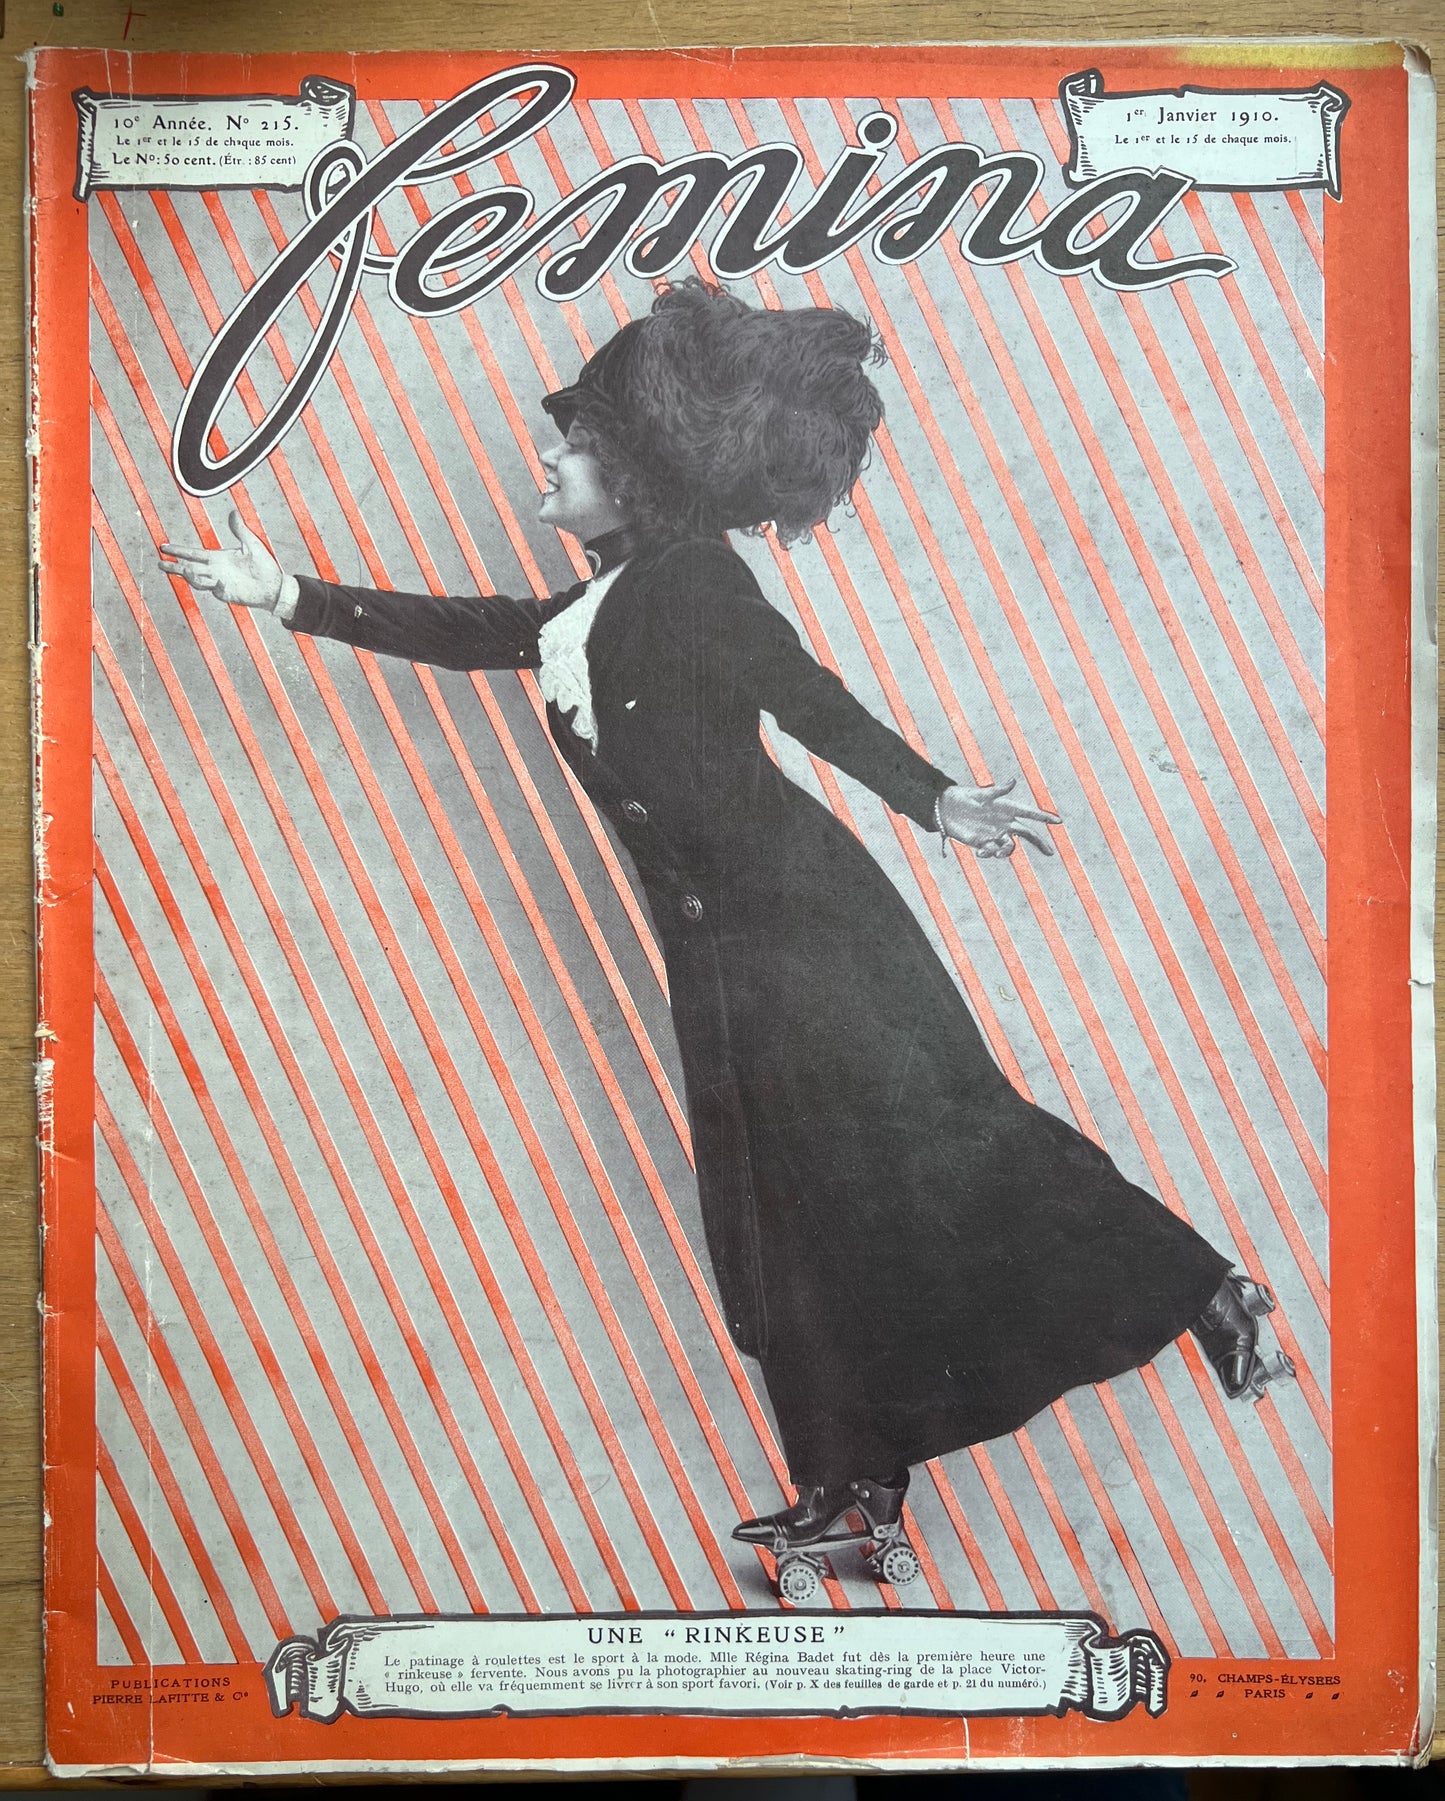 10e Année. No 215.
Le 1er et le 15 de chaque mois.
Le No: 50 cent. (Étr. : 85 cent)
1er Janvier 1910.
Le 1er et le 15 de chaque mois.
femina
UNE “ RINKEUSE ”
Le patinage à roulettes est le sport à la mode. Mlle Régina Badet fut dès la première heure une
« rinkeuse » fervente. Nous avons pu la photographier au nouveau skating-ring de la place Victor-
Hugo, où elle va fréquemment se livrer à son sport favori. (Voir p. X des feuilles de garde et p. 21 du numéro.)
PUBLICATIONS
PIERRE LAFITTE & Cie
90, CHAMPS-ÉLYSEES
PARIS